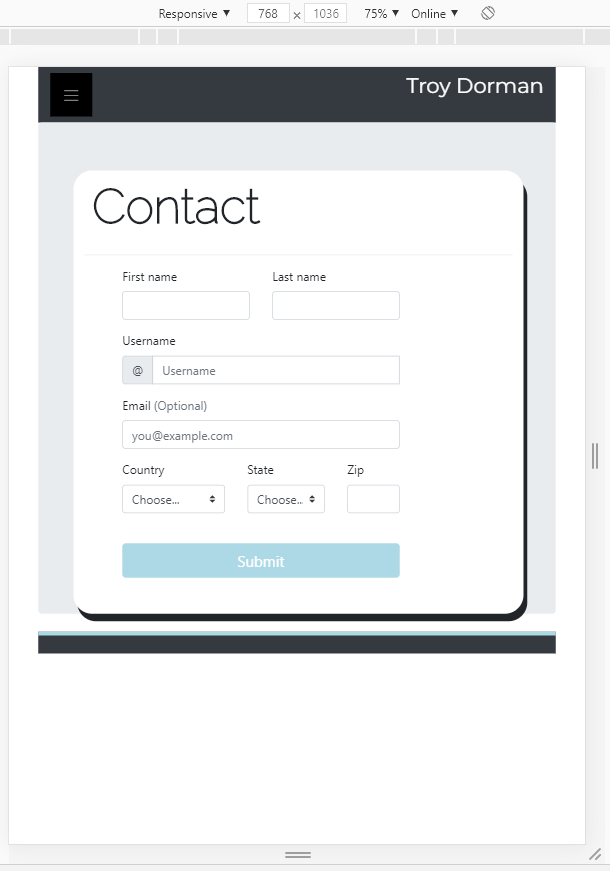 Responsive ▼ 768 × 1036 75% ▼ Online ▼
Troy Dorman
Contact
First name Last name
Username
@ Username
Email (Optional)
you@example.com
Country State Zip
Choose... Choose...
Submit